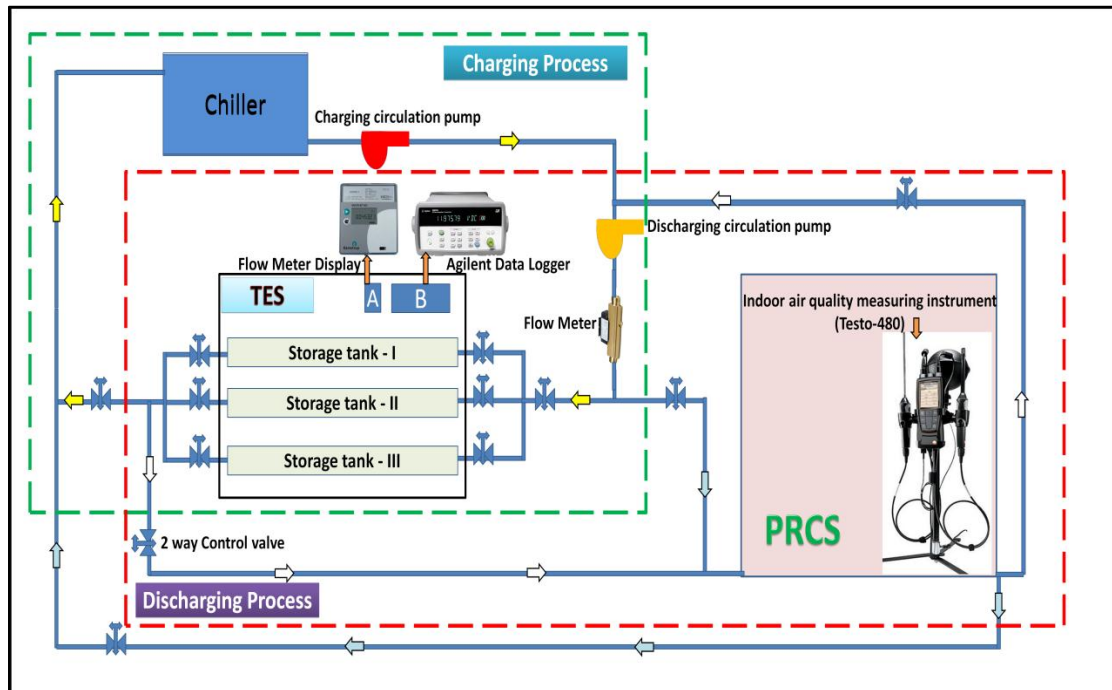 Charging Process
Chiller
Charging circulation pump
Discharging circulation pump
Flow Meter Display
Agilent Data Logger
TES
A
B
Indoor air quality measuring instrument
(Testo-480)
Flow Meter
Storage tank - I
Storage tank - II
Storage tank - III
PRCS
2 way Control valve
Discharging Process